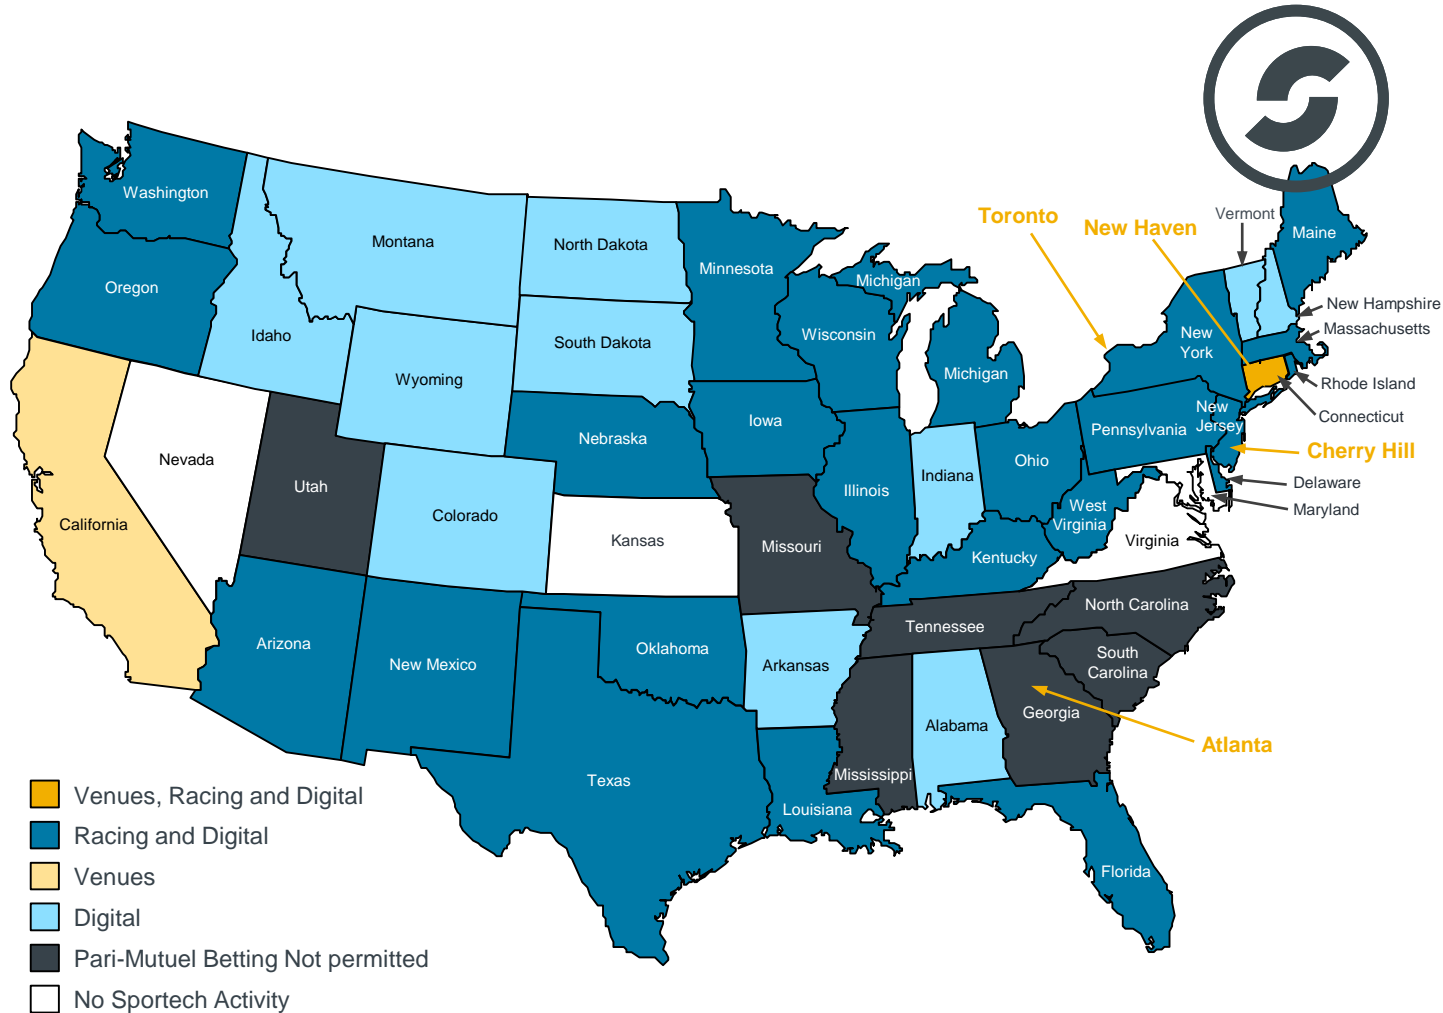 Vermont
Toronto
New Haven
Maine
Washington
Montana
North Dakota
Minnesota
Michigan
Oregon
New Hampshire
Massachusetts
Idaho
South Dakota
Wisconsin
New
York
Wyoming
Michigan
Rhode Island
Connecticut
Nebraska
Iowa
Pennsylvania
New
Jersey
Cherry Hill
Nevada
Utah
Ohio
Indiana
Illinois
Delaware
California
Colorado
Kansas
Missouri
West
Virginia
Maryland
Virginia
Kentucky
North Carolina
Tennessee
Arizona
New Mexico
Oklahoma
Arkansas
South
Carolina
Georgia
Alabama
Atlanta
Texas
Mississippi
Louisiana
Florida
Venues, Racing and Digital
Racing and Digital
Venues
Digital
Pari-Mutuel Betting Not permitted
No Sportech Activity